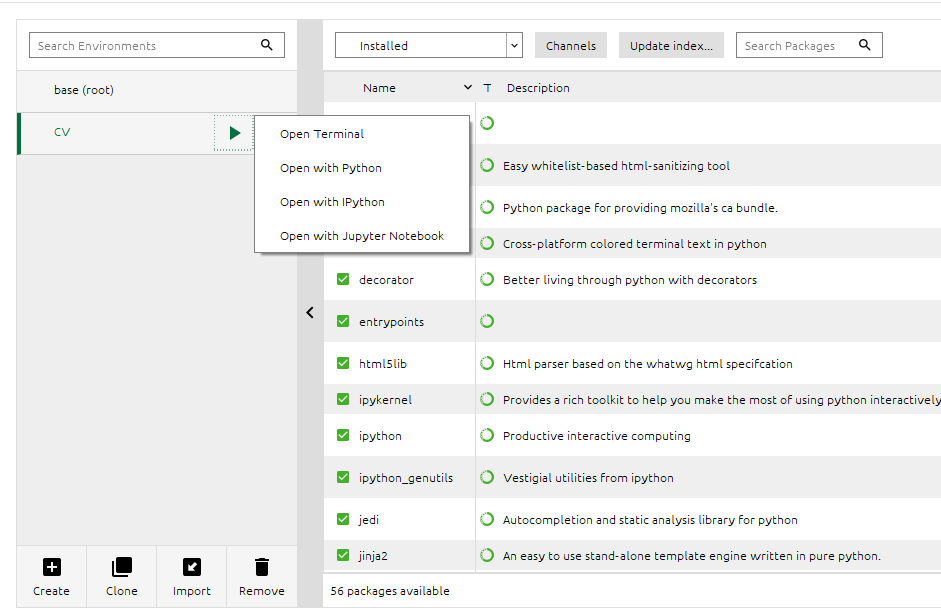 Search Environments
Installed
Channels
Update index...
Search Packages
base (root)
Name
T
Description
CV
Open Terminal
Open with Python
Open with IPython
Open with Jupyter Notebook
Easy whitelist-based html-sanitizing tool
Python package for providing mozilla's ca bundle.
Cross-platform colored terminal text in python
decorator
Better living through python with decorators
entrypoints
html5lib
Html parser based on the whatwg html specifcation
ipykernel
Provides a rich toolkit to help you make the most of using python interactively
ipython
Productive interactive computing
ipython_genutils
Vestigial utilities from ipython
jedi
Autocompletion and static analysis library for python
jinja2
An easy to use stand-alone template engine written in pure python.
Create
Clone
Import
Remove
56 packages available